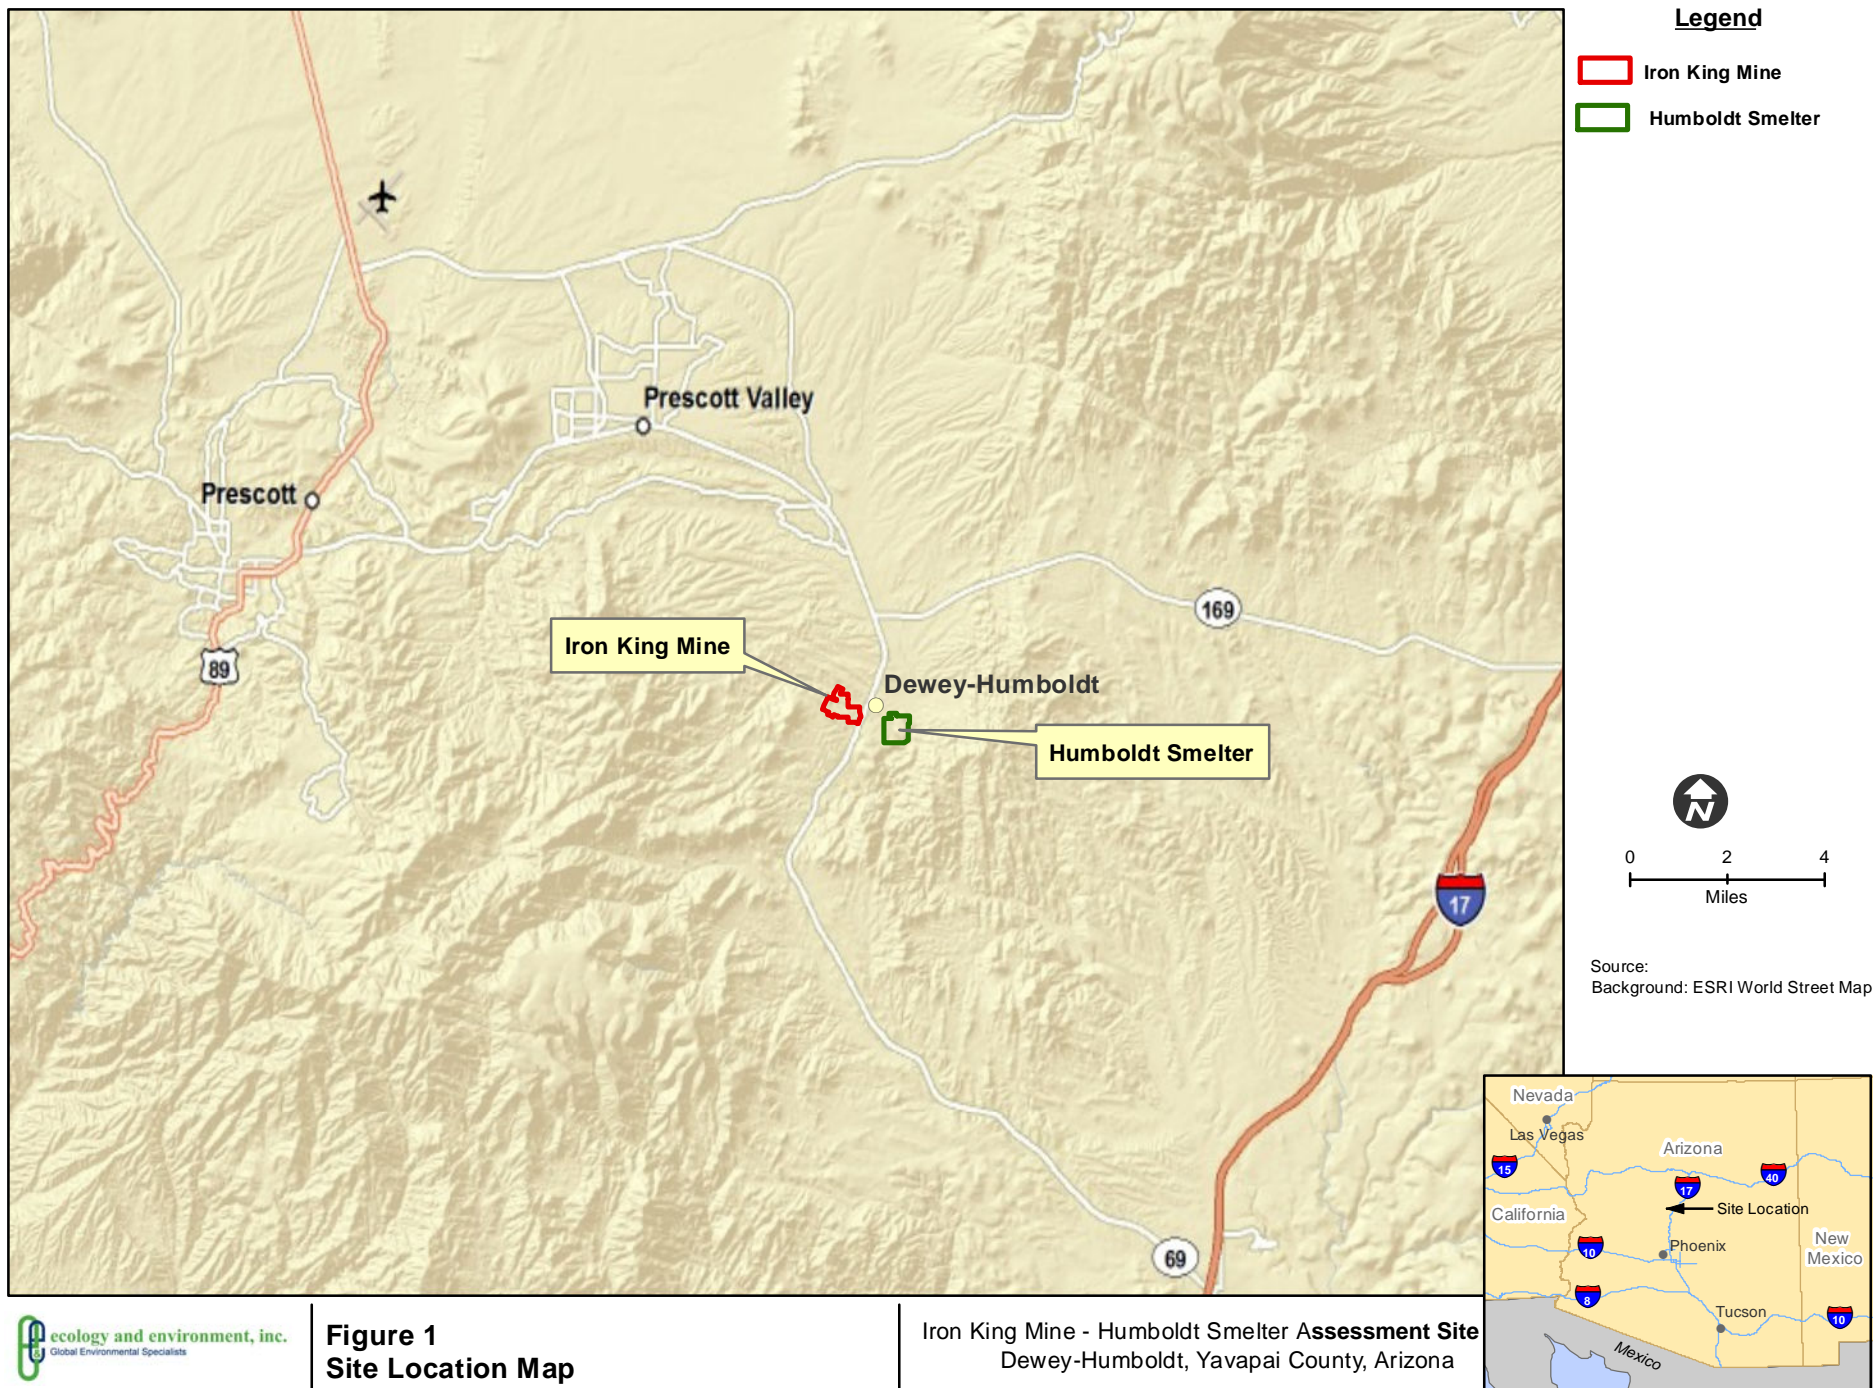 Legend
Iron King Mine
Humboldt Smelter
Prescott Valley
Prescott
169
Iron King Mine
89
Dewey-Humboldt
Humboldt Smelter
N
0 2 4
Miles
17
Source:
Background: ESRI World Street Map
69
Nevada
Las Vegas
Arizona
15
40
17
Site Location
California
10
Phoenix
New
Mexico
8
Tucson
10
Mexico
ecology and environment, inc.
Global Environmental Specialists
Figure 1
Site Location Map
Iron King Mine - Humboldt Smelter Assessment Site
Dewey-Humboldt, Yavapai County, Arizona